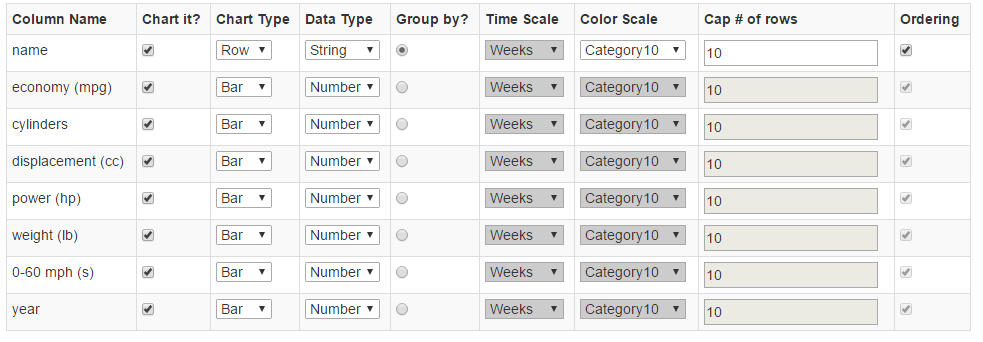 Column Name Chart it? Chart Type Data Type Group by? Time Scale Color Scale Cap # of rows Ordering
name Row String Weeks Category10 10
economy (mpg) Bar Number Weeks Category10 10
cylinders Bar Number Weeks Category10 10
displacement (cc) Bar Number Weeks Category10 10
power (hp) Bar Number Weeks Category10 10
weight (lb) Bar Number Weeks Category10 10
0-60 mph (s) Bar Number Weeks Category10 10
year Bar Number Weeks Category10 10